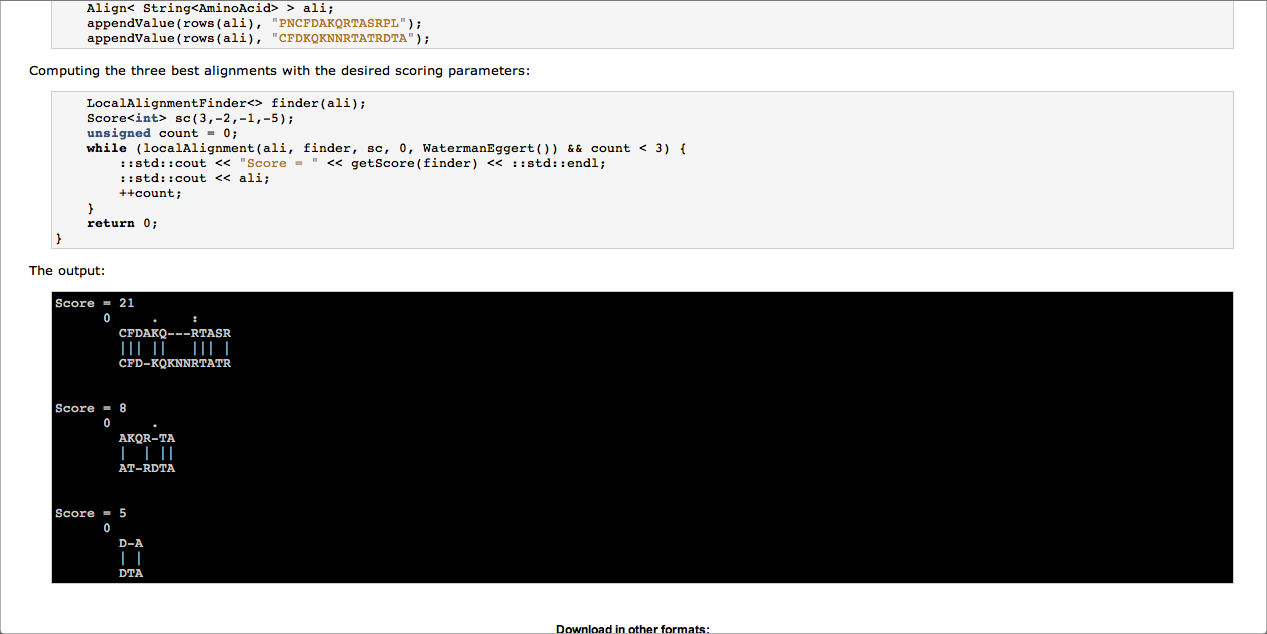 Align< String<AminoAcid> > ali;
    appendValue(rows(ali), "PNCFDAKQRTASRPL");
    appendValue(rows(ali), "CFDKQKNNRTATRDTA");
Computing the three best alignments with the desired scoring parameters:
    LocalAlignmentFinder<> finder(ali);
    Score<int> sc(3,-2,-1,-5);
    unsigned count = 0;
    while (localAlignment(ali, finder, sc, 0, WatermanEggert()) && count < 3) {
        ::std::cout << "Score = " << getScore(finder) << ::std::endl;
        ::std::cout << ali;
        ++count;
    }
    return 0;
}
The output:
Score = 21
      0     .    :
        CFDAKQ---RTASR
        ||| ||   ||| |
        CFD-KQKNNRTATR
Score = 8
      0     .
        AKQR-TA
        |  | ||
        AT-RDTA
Score = 5
      0
        D-A
        | |
        DTA
Download in other formats: